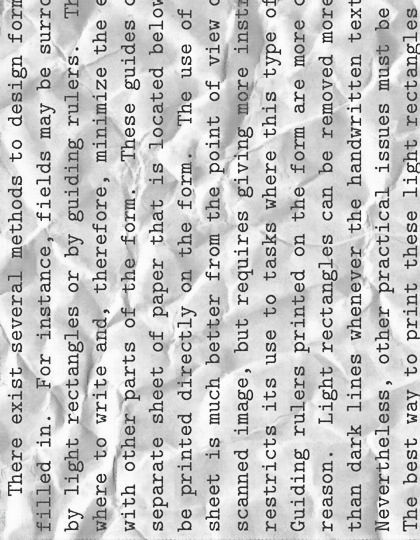 There exist several methods to design form
filled in. For instance, fields may be surro
by light rectangles or by guiding rulers. Th
where to write and, therefore, minimize the
with other parts of the form. These guides
separate sheet of paper that is located below
be printed directly on the form. The use of
sheet is much better from the point of view
scanned image, but requires giving more instr
restricts its use to tasks where this type of
Guiding rulers printed on the form are more
reason. Light rectangles can be removed more
than dark lines whenever the handwritten text
Nevertheless, other practical issues must be
The best way to print these light rectangles